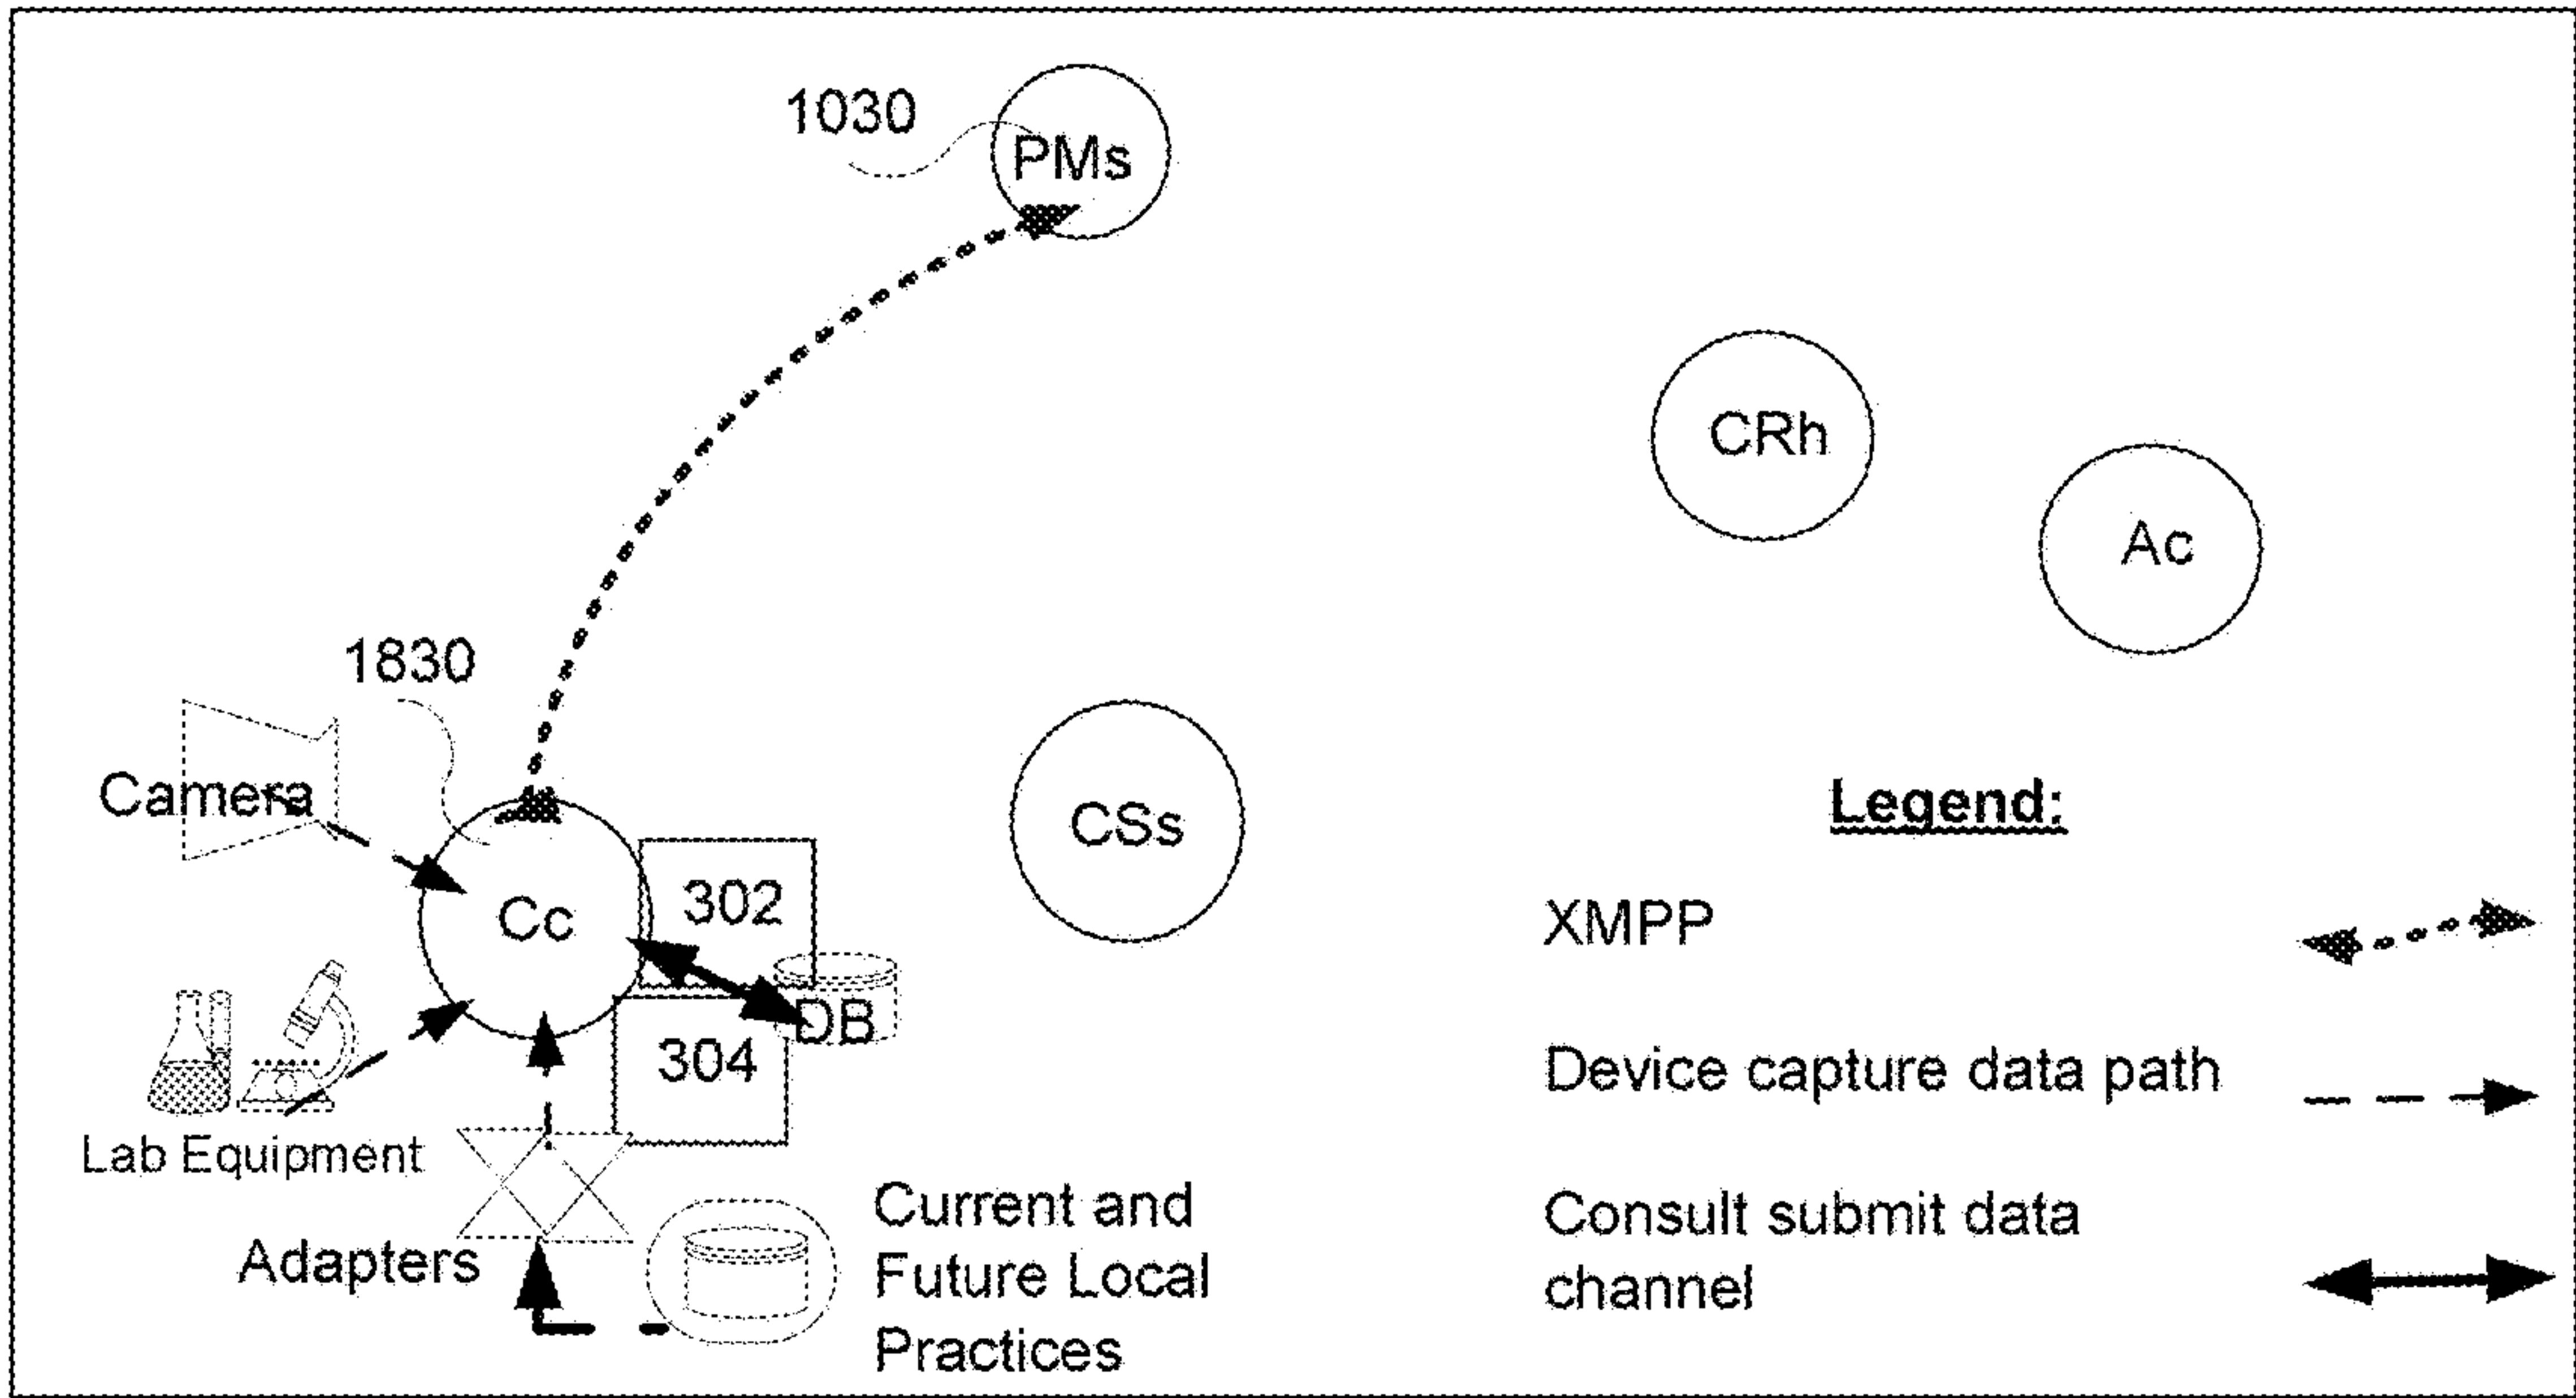 1030
PMs
CRh
Ac
1830
Camera
CSs
Cc
302
DB
304
Lab Equipment
Adapters
Current and
Future Local
Practices
Legend:
XMPP
Device capture data path
Consult submit data
channel